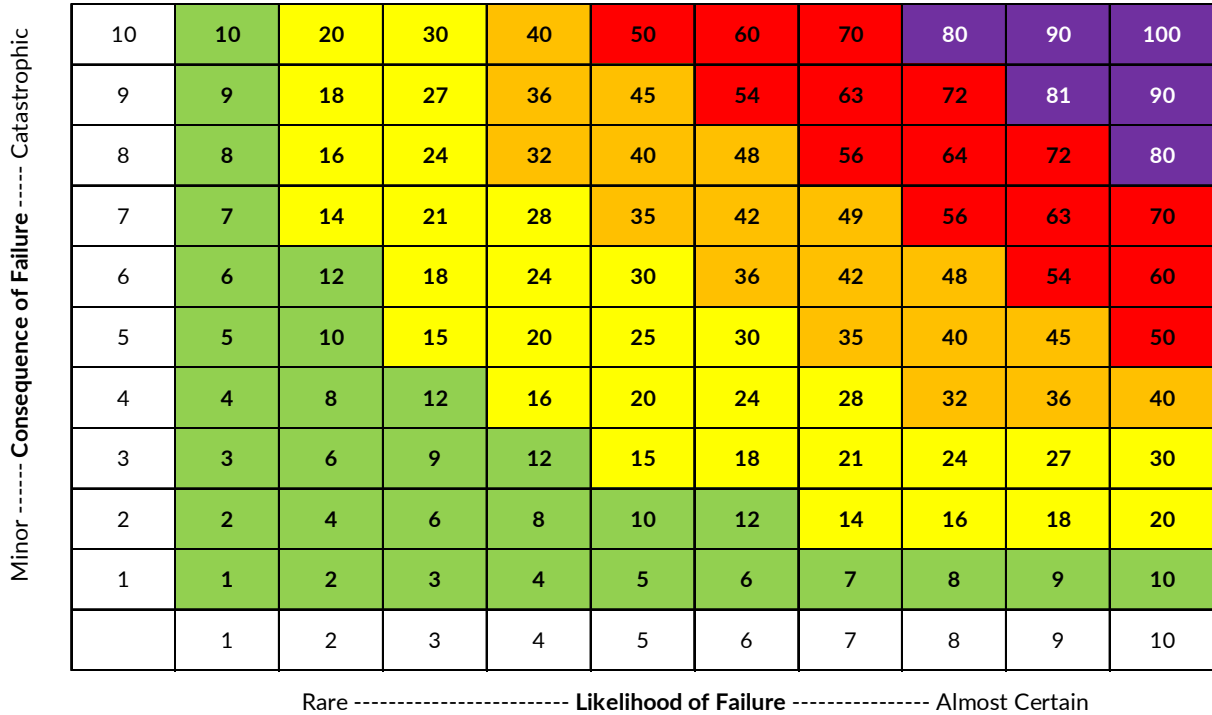 Minor ------ Consequence of Failure ----- Catastrophic
10 10 20 30 40 50 60 70 80 90 100
9 9 18 27 36 45 54 63 72 81 90
8 8 16 24 32 40 48 56 64 72 80
7 7 14 21 28 35 42 49 56 63 70
6 6 12 18 24 30 36 42 48 54 60
5 5 10 15 20 25 30 35 40 45 50
4 4 8 12 16 20 24 28 32 36 40
3 3 6 9 12 15 18 21 24 27 30
2 2 4 6 8 10 12 14 16 18 20
1 1 2 3 4 5 6 7 8 9 10
1 2 3 4 5 6 7 8 9 10
Rare ------------------------- Likelihood of Failure ---------------- Almost Certain